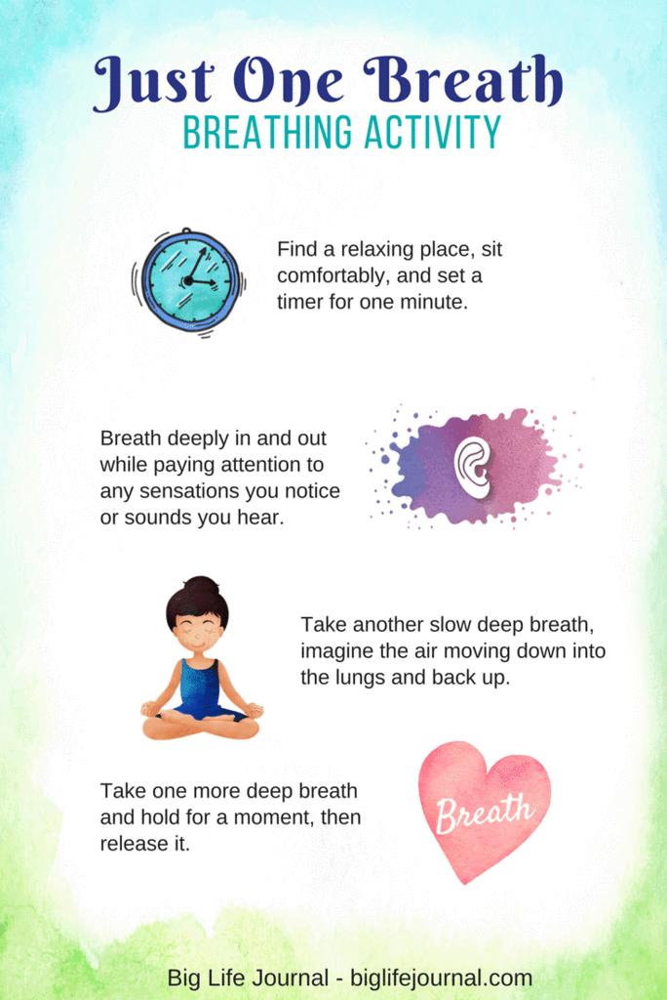 Just One Breath
BREATHING ACTIVITY
Find a relaxing place, sit
comfortably, and set a
timer for one minute.
Breath deeply in and out
while paying attention to
any sensations you notice
or sounds you hear.
Take another slow deep breath,
imagine the air moving down into
the lungs and back up.
Take one more deep breath
and hold for a moment, then
release it.
Breath
Big Life Journal - biglifejournal.com